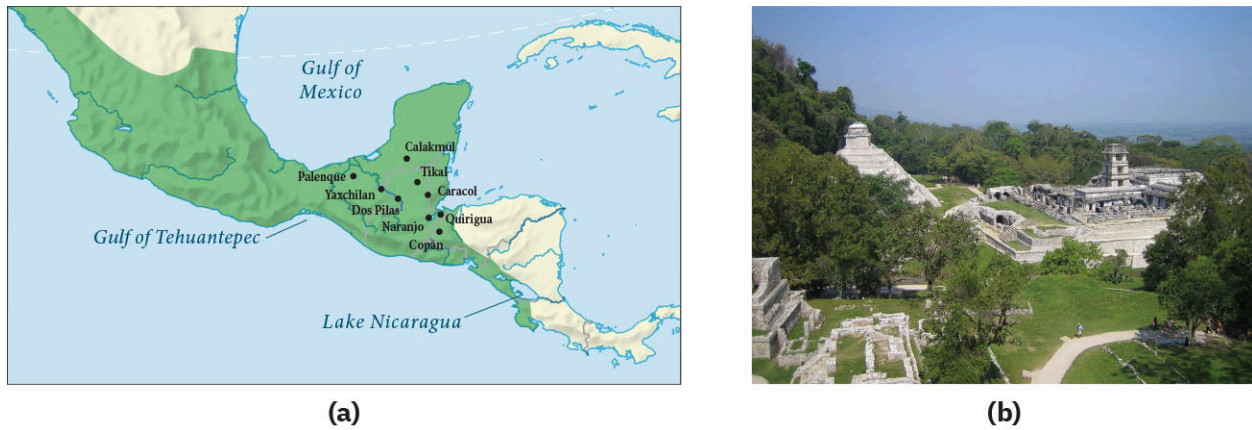 Gulf of
Mexico
Calakmul
Tikal
Palenque
Yaxchilan
Caracol
Dos Pilas
Naranjo
Quirigua
Copán
Gulf of Tehuantepec
Lake Nicaragua
(a)
(b)